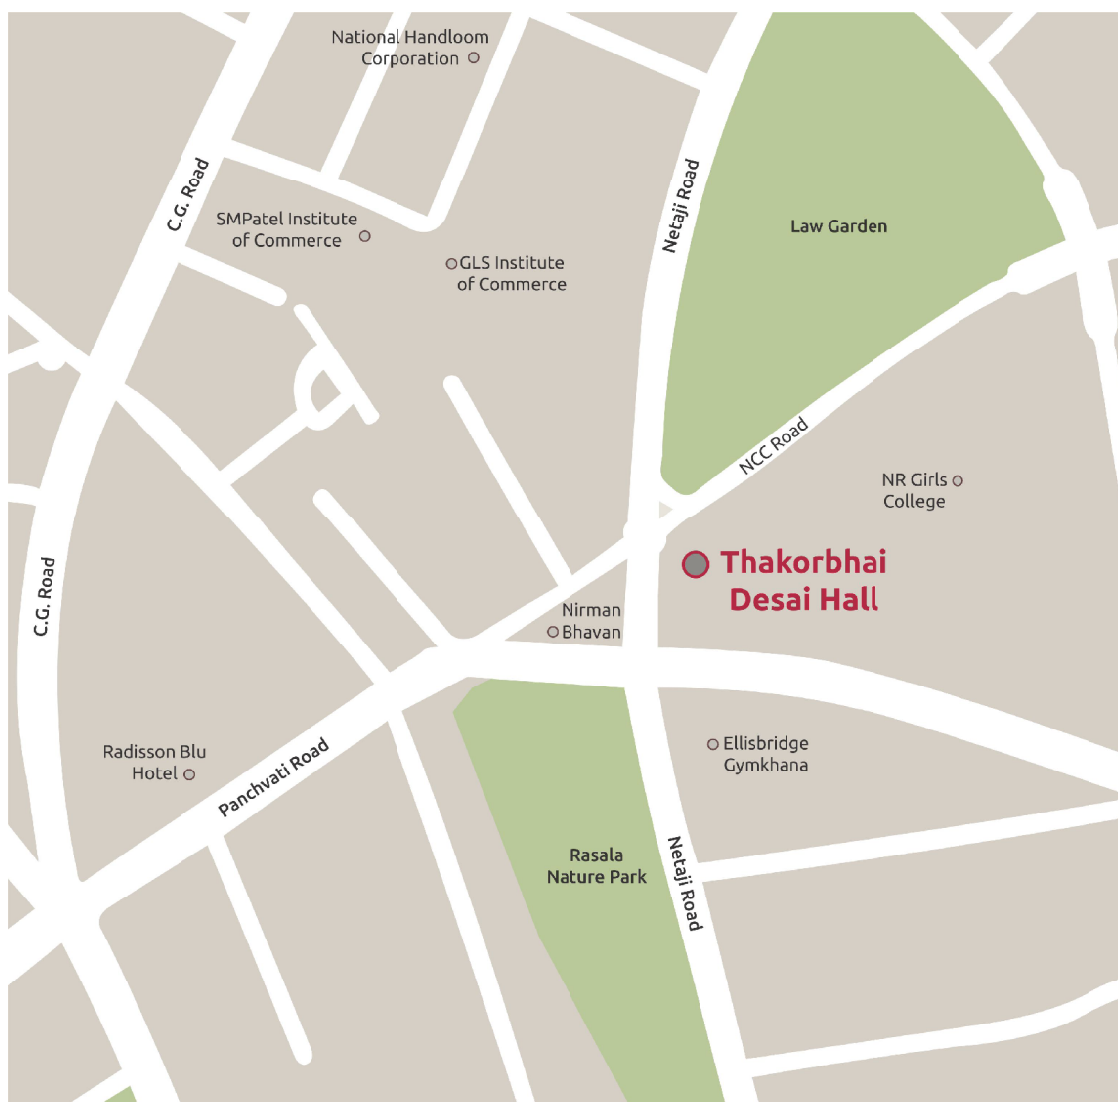 National Handloom
Corporation
C.G. Road
SMPatel Institute
of Commerce
GLS Institute
of Commerce
Netaji Road
Law Garden
NCC Road
NR Girls
College
Thakorbhai
Desai Hall
C.G. Road
Nirman
Bhavan
Radisson Blu
Hotel
Panchvati Road
Ellisbridge
Gymkhana
Rasala
Nature Park
Netaji Road